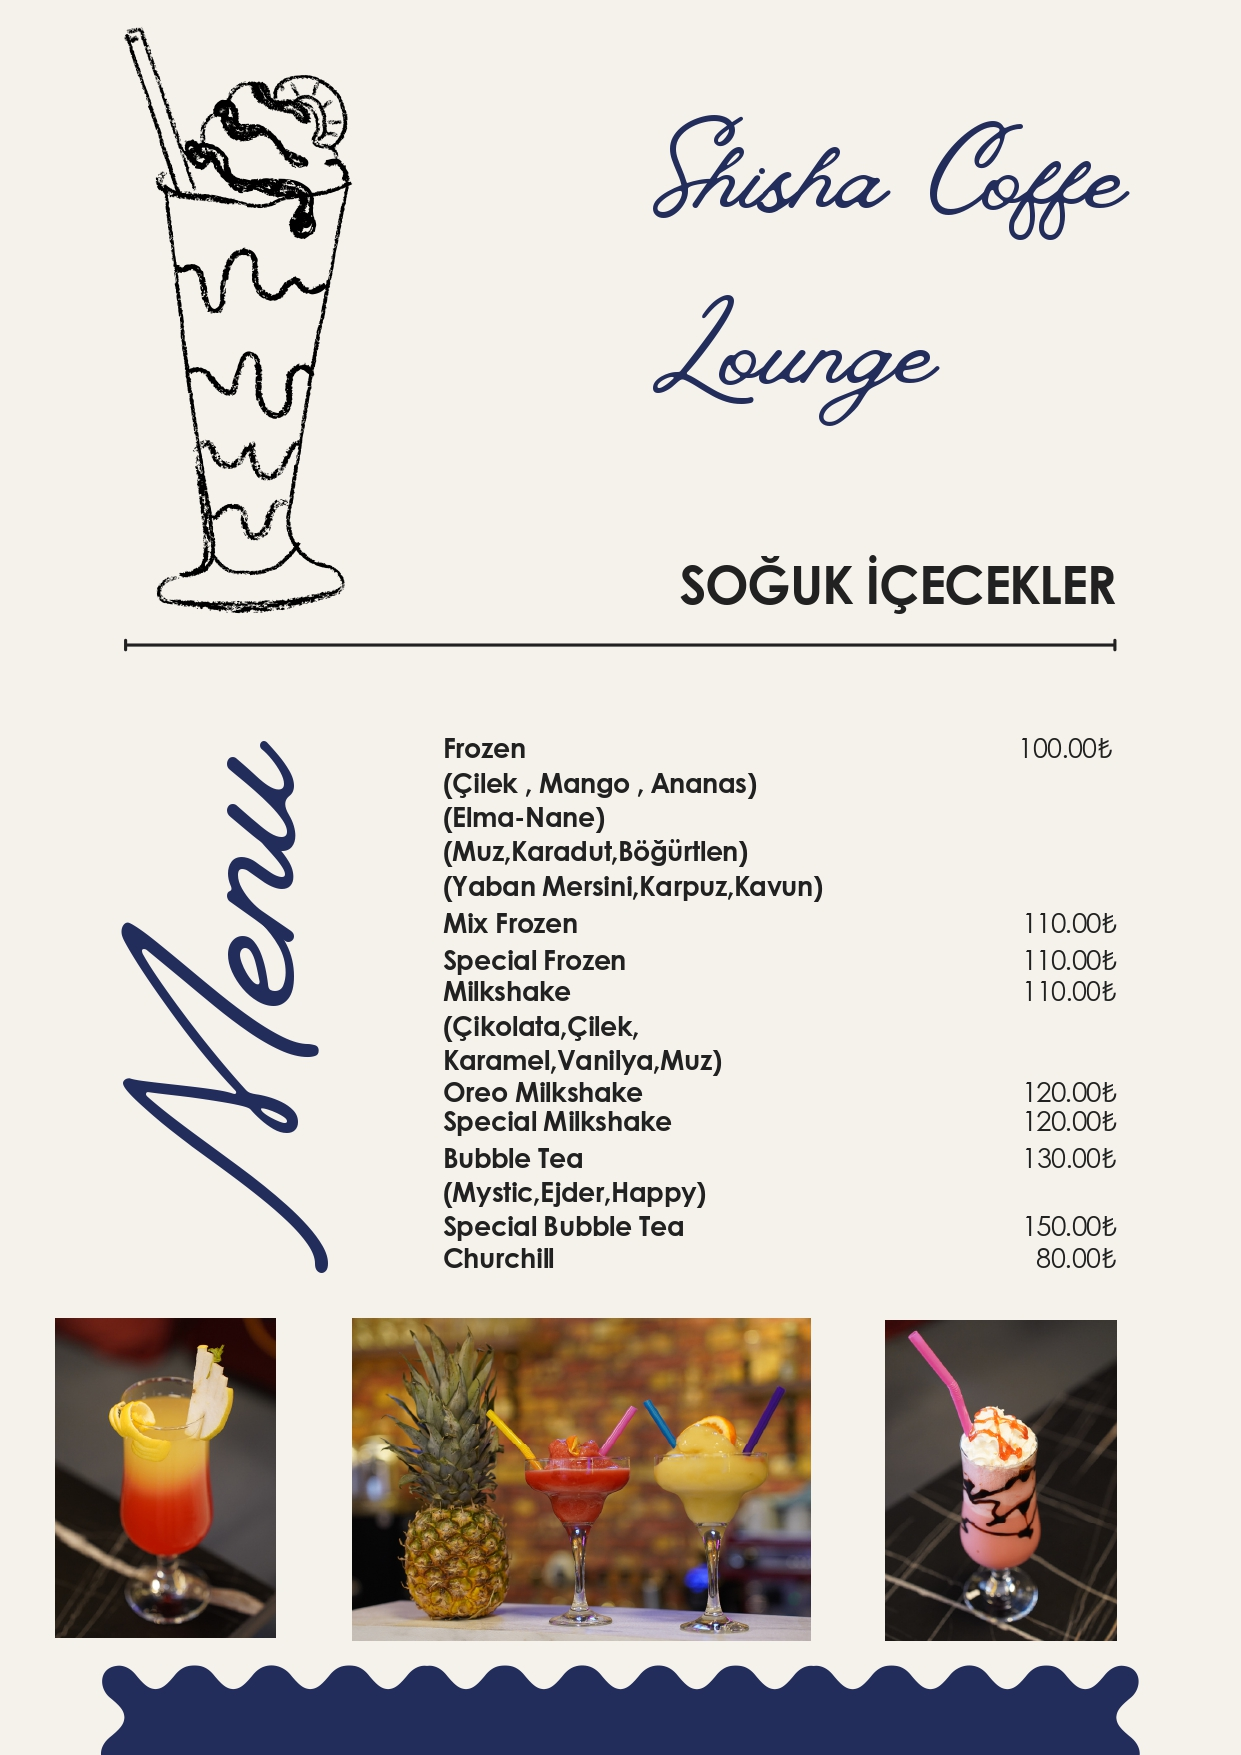 Shisha Coffe
Lounge
SOĞUK İÇECEKLER
Menu
Frozen 100.00₺
(Çilek , Mango , Ananas)
(Elma-Nane)
(Muz,Karadut,Böğürtlen)
(Yaban Mersini,Karpuz,Kavun)
Mix Frozen 110.00₺
Special Frozen 110.00₺
Milkshake 110.00₺
(Çikolata,Çilek,
Karamel,Vanilya,Muz)
Oreo Milkshake 120.00₺
Special Milkshake 120.00₺
Bubble Tea 130.00₺
(Mystic,Ejder,Happy)
Special Bubble Tea 150.00₺
Churchill 80.00₺